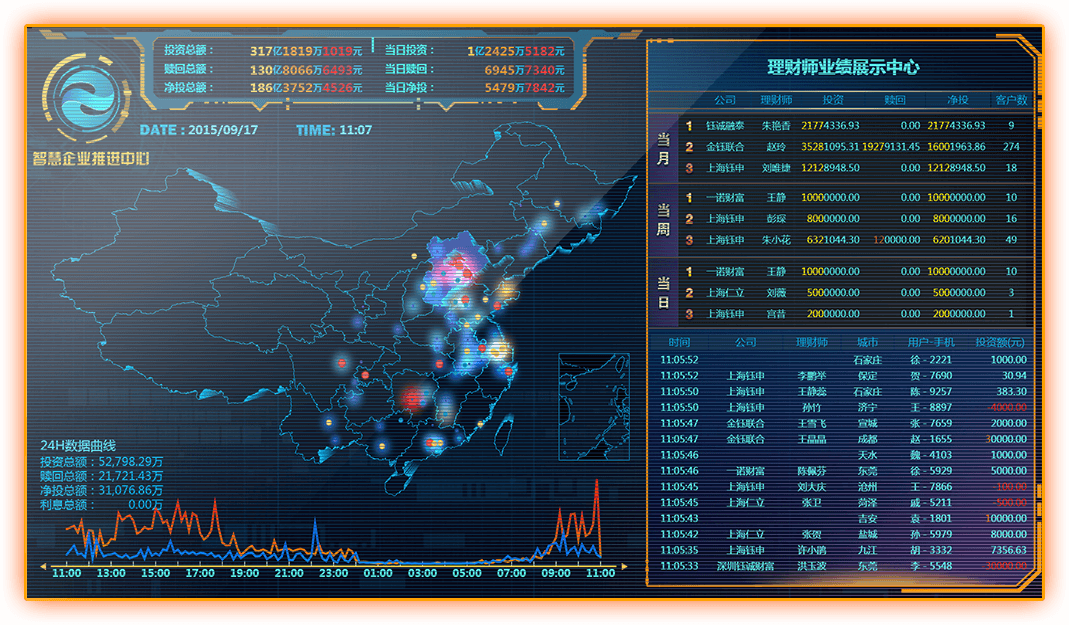 投资总额： 317亿1819万1019元 当日投资： 1亿2425万5182元
赎回总额： 130亿8066万6493元 当日赎回： 6945万7340元
净投总额： 186亿3752万4526元 当日净投： 5479万7842元
DATE : 2015/09/17 TIME: 11:07
智慧企业推进中心
24H数据曲线
投资总额：52,798.29万
赎回总额：21,721.43万
净投总额：31,076.86万
利息总额： 0.00万
11:00 13:00 15:00 17:00 19:00 21:00 23:00 01:00 03:00 05:00 07:00 09:00 11:00
理财师业绩展示中心
公司 理财师 投资 赎回 净投 客户数
当月
1 钰诚融泰 朱艳香 21774336.93 0.00 21774336.93 9
2 金钰联合 赵玲 35281095.31 19279131.45 16001963.86 274
3 上海钰申 刘唯捷 12128948.50 0.00 12128948.50 18
当周
1 一诺财富 王静 10000000.00 0.00 10000000.00 10
2 上海钰申 彭琛 8000000.00 0.00 8000000.00 16
3 上海钰申 朱小花 6321044.30 120000.00 6201044.30 49
当日
1 一诺财富 王静 10000000.00 0.00 10000000.00 10
2 上海仁立 刘薇 5000000.00 0.00 5000000.00 3
3 上海钰申 宫昔 2000000.00 0.00 2000000.00 1
时间 公司 理财师 城市 用户-手机 投资额(元)
11:05:52 石家庄 徐 - 2221 1000.00
11:05:52 上海钰申 李鹏举 保定 贺 - 7690 30.94
11:05:50 上海钰申 王静蕊 石家庄 陈 - 9257 383.30
11:05:50 上海钰申 孙竹 济宁 王 - 8897 -4000.00
11:05:47 金钰联合 王雪飞 宣城 张 - 7659 2000.00
11:05:47 金钰联合 王晶晶 成都 赵 - 1655 30000.00
11:05:46 天水 魏 - 4103 1000.00
11:05:46 一诺财富 陈佩芬 东莞 徐 - 5929 5000.00
11:05:45 上海钰申 刘大庆 沧州 王 - 7866 -100.00
11:05:45 上海仁立 张卫 菏泽 戚 - 5211 -500.00
11:05:43 吉安 袁 - 1801 10000.00
11:05:42 上海仁立 张贺 盐城 孙 - 5979 8000.00
11:05:35 上海钰申 许小鹃 九江 胡 - 3332 7356.63
11:05:33 深圳钰诚财富 洪玉波 东莞 李 - 5548 -30000.00